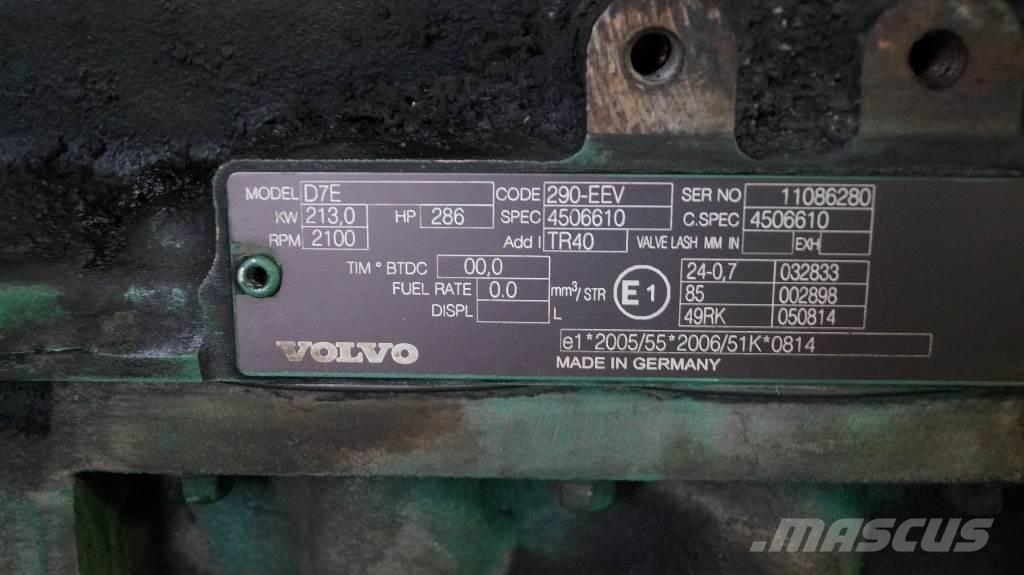 MODEL D7E CODE 290-EEV SER NO 11086280
KW 213,0 HP 286 SPEC 4506610 C.SPEC 4506610
RPM 2100 Add I TR40 VALVE LASH MM IN EXH
TIM ° BTDC 00,0 24-0,7 032833
FUEL RATE 0.0 mm³/STR E1 85 002898
DISPL L 49RK 050814
e1*2005/55*2006/51K*0814
VOLVO MADE IN GERMANY
.MASCUS